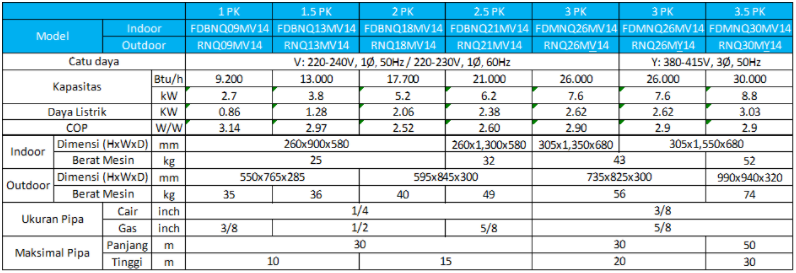 Model 1 PK 1.5 PK 2 PK 2.5 PK 3 PK 3 PK 3.5 PK
Indoor FDBNQ09MV14 FDBNQ13MV14 FDBNQ18MV14 FDBNQ21MV14 FDMNQ26MV14 FDMNQ26MV14 FDMNQ30MV14
Outdoor RNQ09MV14 RNQ13MV14 RNQ18MV14 RNQ21MV14 RNQ26MV14 RNQ26MY14 RNQ30MY14
Catu daya V: 220-240V, 1Ø, 50Hz / 220-230V, 1Ø, 60Hz Y: 380-415V, 3Ø, 50Hz
Kapasitas Btu/h 9.200 13.000 17.700 21.000 26.000 26.000 30.000
kW 2.7 3.8 5.2 6.2 7.6 7.6 8.8
Daya Listrik KW 0.86 1.28 2.06 2.38 2.62 2.62 3.03
COP W/W 3.14 2.97 2.52 2.60 2.90 2.9 2.9
Indoor Dimensi (HxWxD) mm 260x900x580 260x1,300x580 305x1,350x680 305x1,550x680
Berat Mesin kg 25 32 43 52
Outdoor Dimensi (HxWxD) mm 550x765x285 595x845x300 735x825x300 990x940x320
Berat Mesin kg 35 36 40 49 56 74
Ukuran Pipa Cair inch 1/4 3/8
Gas inch 3/8 1/2 5/8 5/8
Maksimal Pipa Panjang m 30 30 50
Tinggi m 10 15 20 30